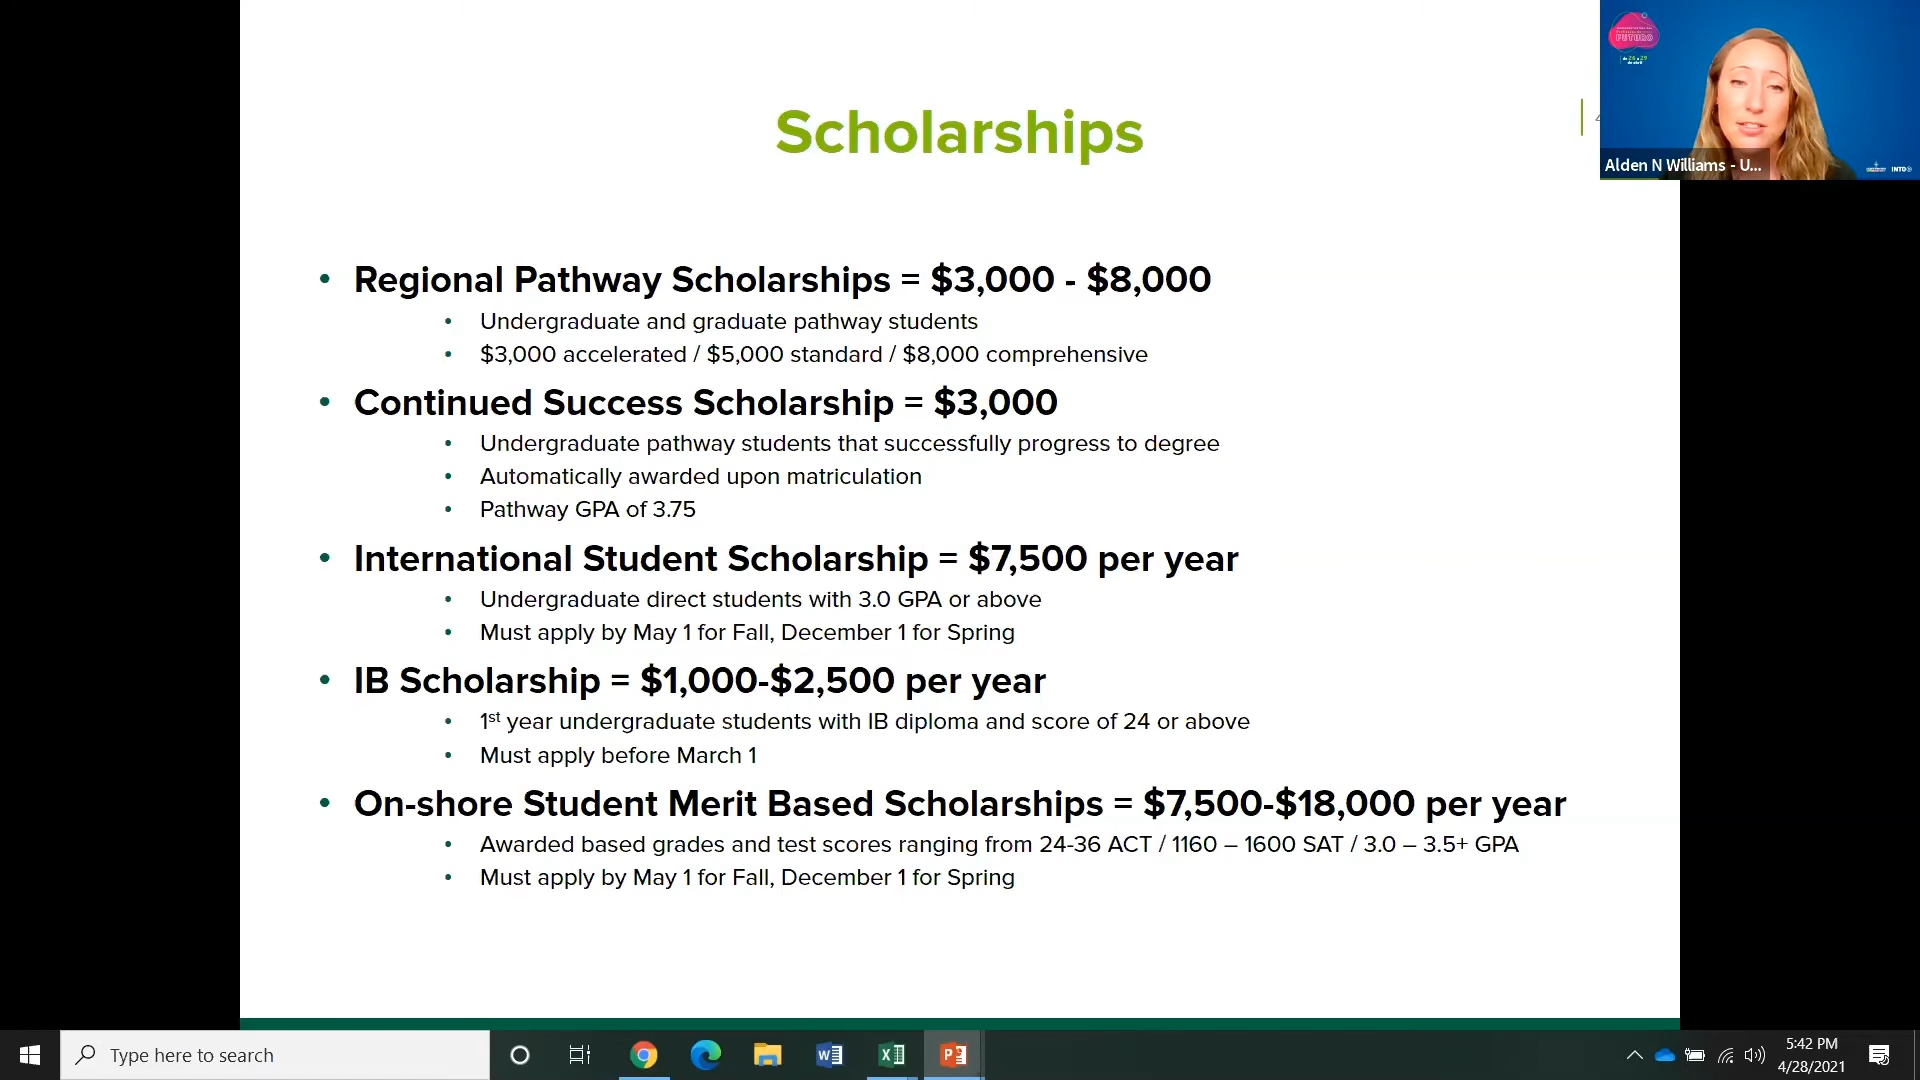 Scholarships
FUTURO
Alden N Williams - U...
INTO
• Regional Pathway Scholarships = $3,000 - $8,000
• Undergraduate and graduate pathway students
• $3,000 accelerated / $5,000 standard / $8,000 comprehensive
• Continued Success Scholarship = $3,000
• Undergraduate pathway students that successfully progress to degree
• Automatically awarded upon matriculation
• Pathway GPA of 3.75
• International Student Scholarship = $7,500 per year
• Undergraduate direct students with 3.0 GPA or above
• Must apply by May 1 for Fall, December 1 for Spring
• IB Scholarship = $1,000-$2,500 per year
• 1st year undergraduate students with IB diploma and score of 24 or above
• Must apply before March 1
• On-shore Student Merit Based Scholarships = $7,500-$18,000 per year
• Awarded based grades and test scores ranging from 24-36 ACT / 1160 – 1600 SAT / 3.0 – 3.5+ GPA
• Must apply by May 1 for Fall, December 1 for Spring
Type here to search
5:42 PM
4/28/2021